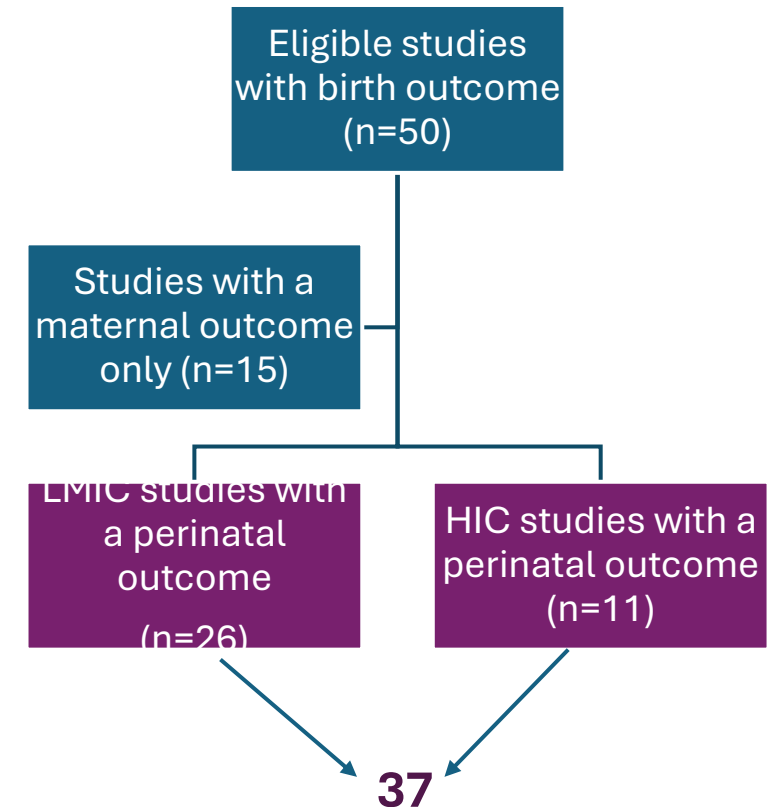 Eligible studies
with birth outcome
(n=50)
Studies with a
maternal outcome
only (n=15)
LMIC studies with
a perinatal
outcome
(n=26)
HIC studies with a
perinatal outcome
(n=11)
37